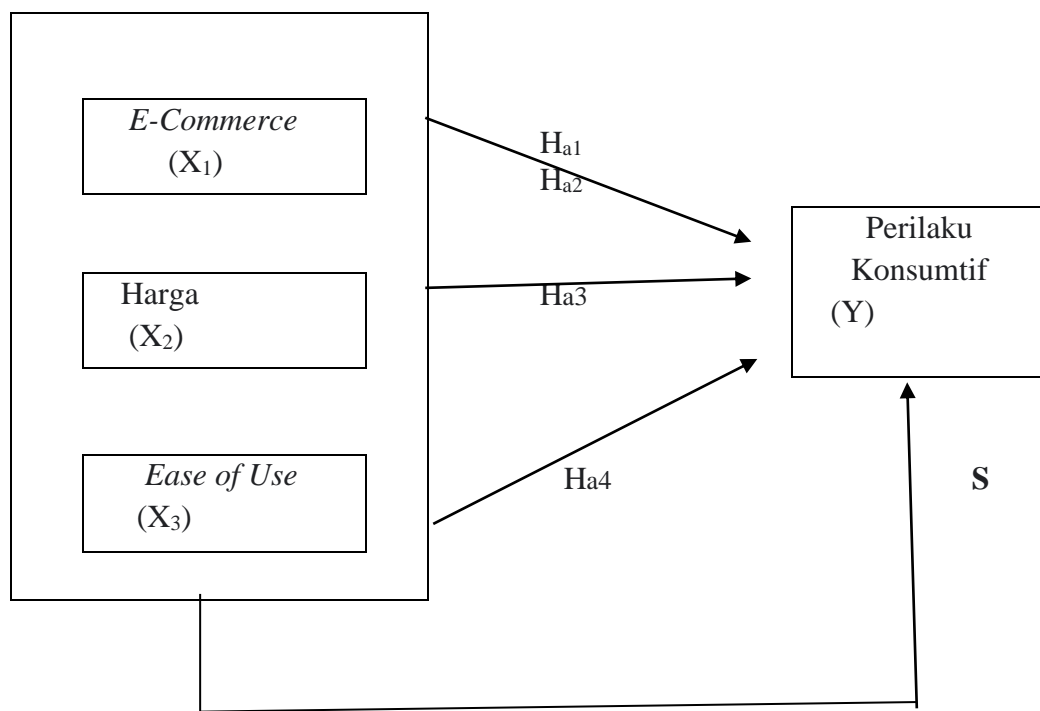 E-Commerce
(X₁)
Hₐ₁
Hₐ₂
Perilaku
Konsumtif
(Y)
Harga
(X₂)
Ha3
Ease of Use
(X₃)
Ha4
S